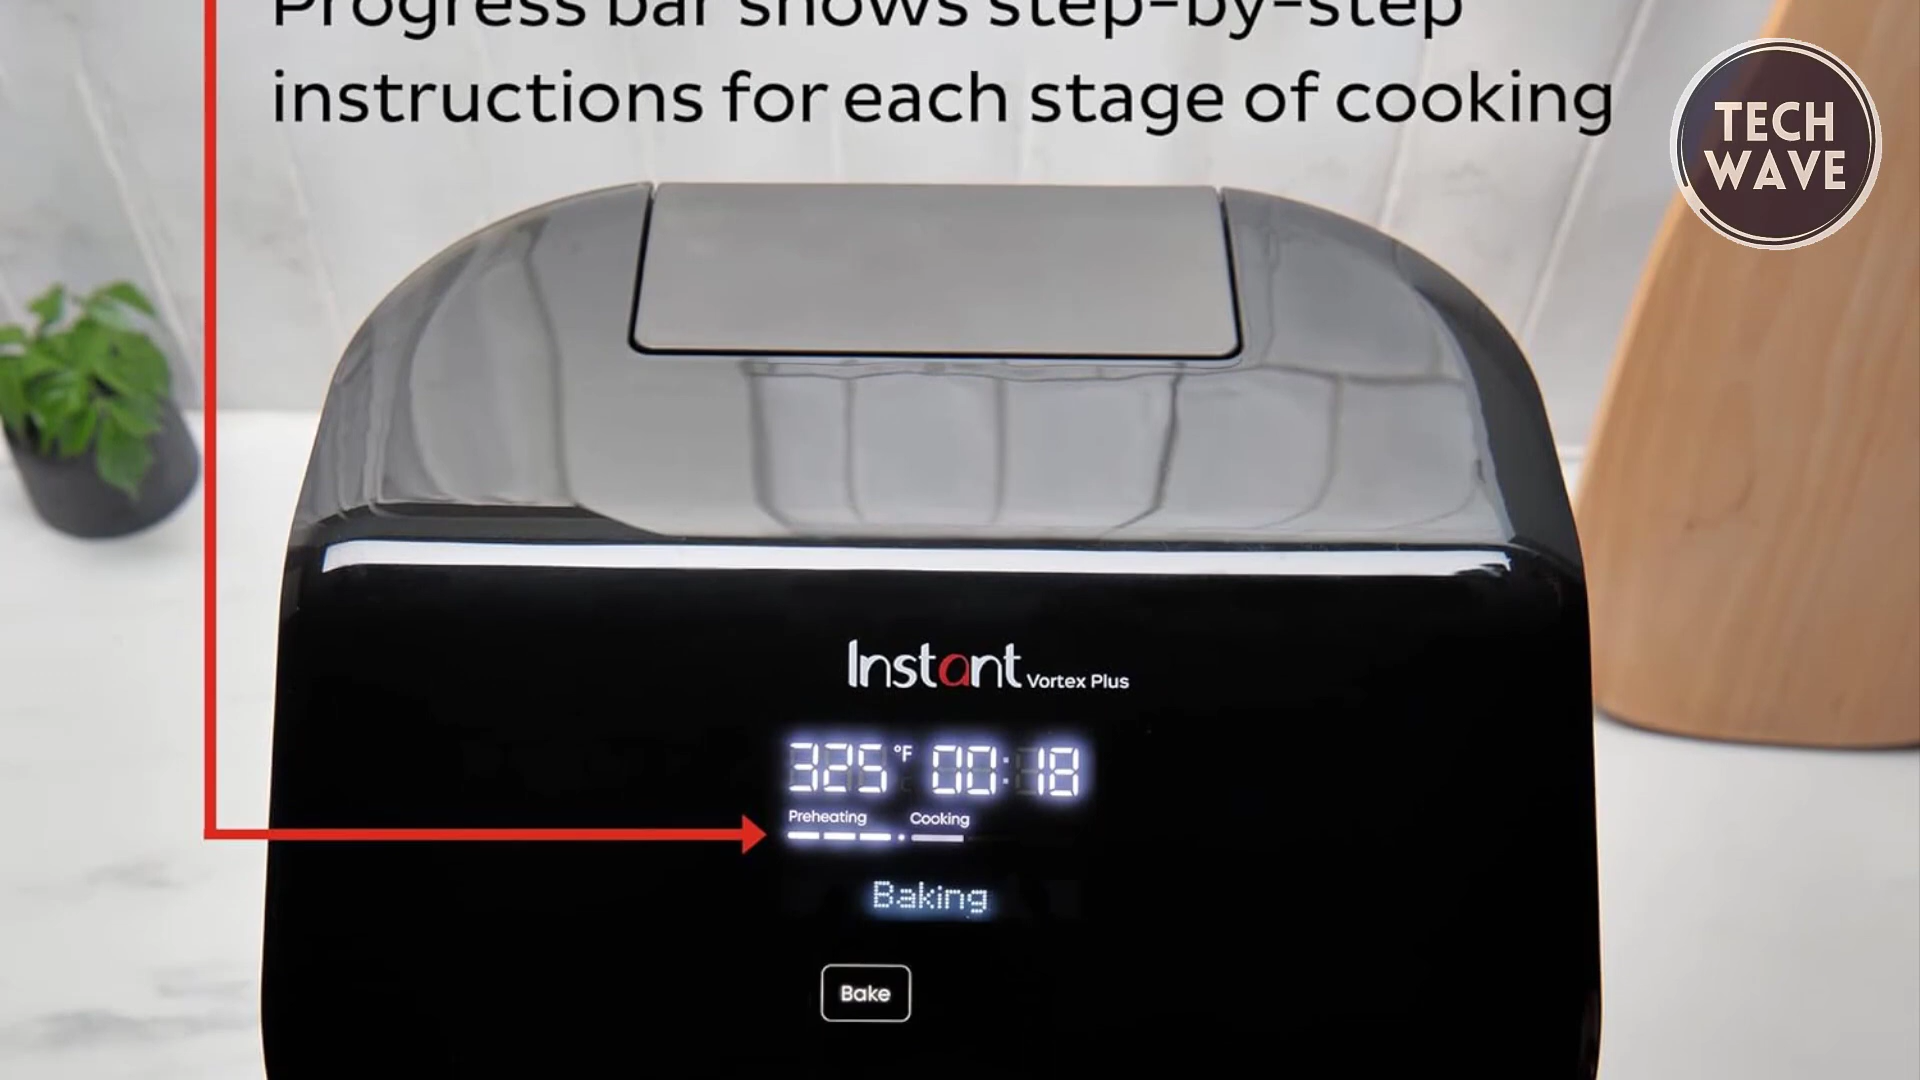 Progress bar shows step-by-step
instructions for each stage of cooking
TECH
WAVE
Instant Vortex Plus
325 °F 00:18
Preheating Cooking
Baking
Bake